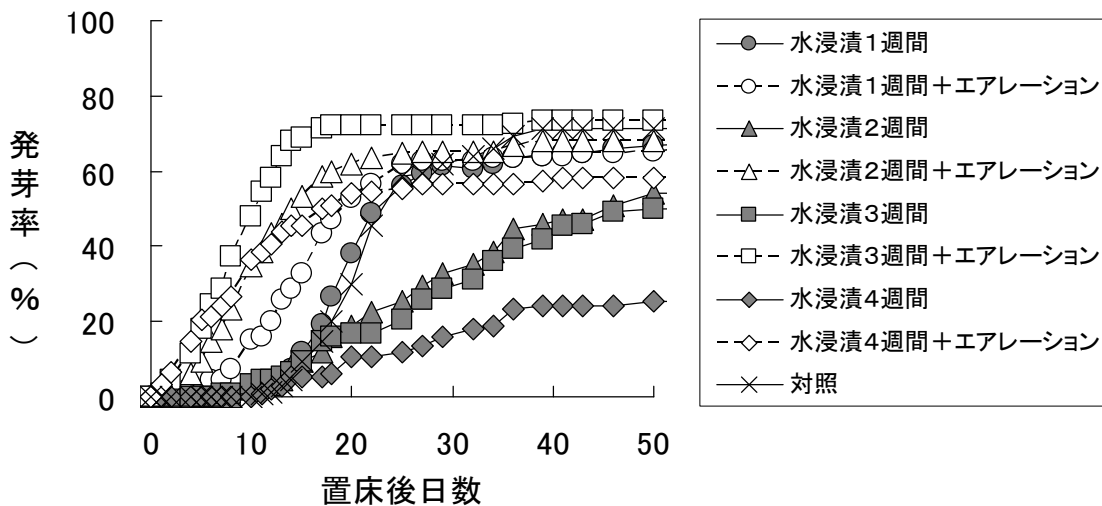 発芽率(%)
100
80
60
40
20
0
0 10 20 30 40 50
置床後日数
水浸漬1週間
水浸漬1週間+エアレーション
水浸漬2週間
水浸漬2週間+エアレーション
水浸漬3週間
水浸漬3週間+エアレーション
水浸漬4週間
水浸漬4週間+エアレーション
対照